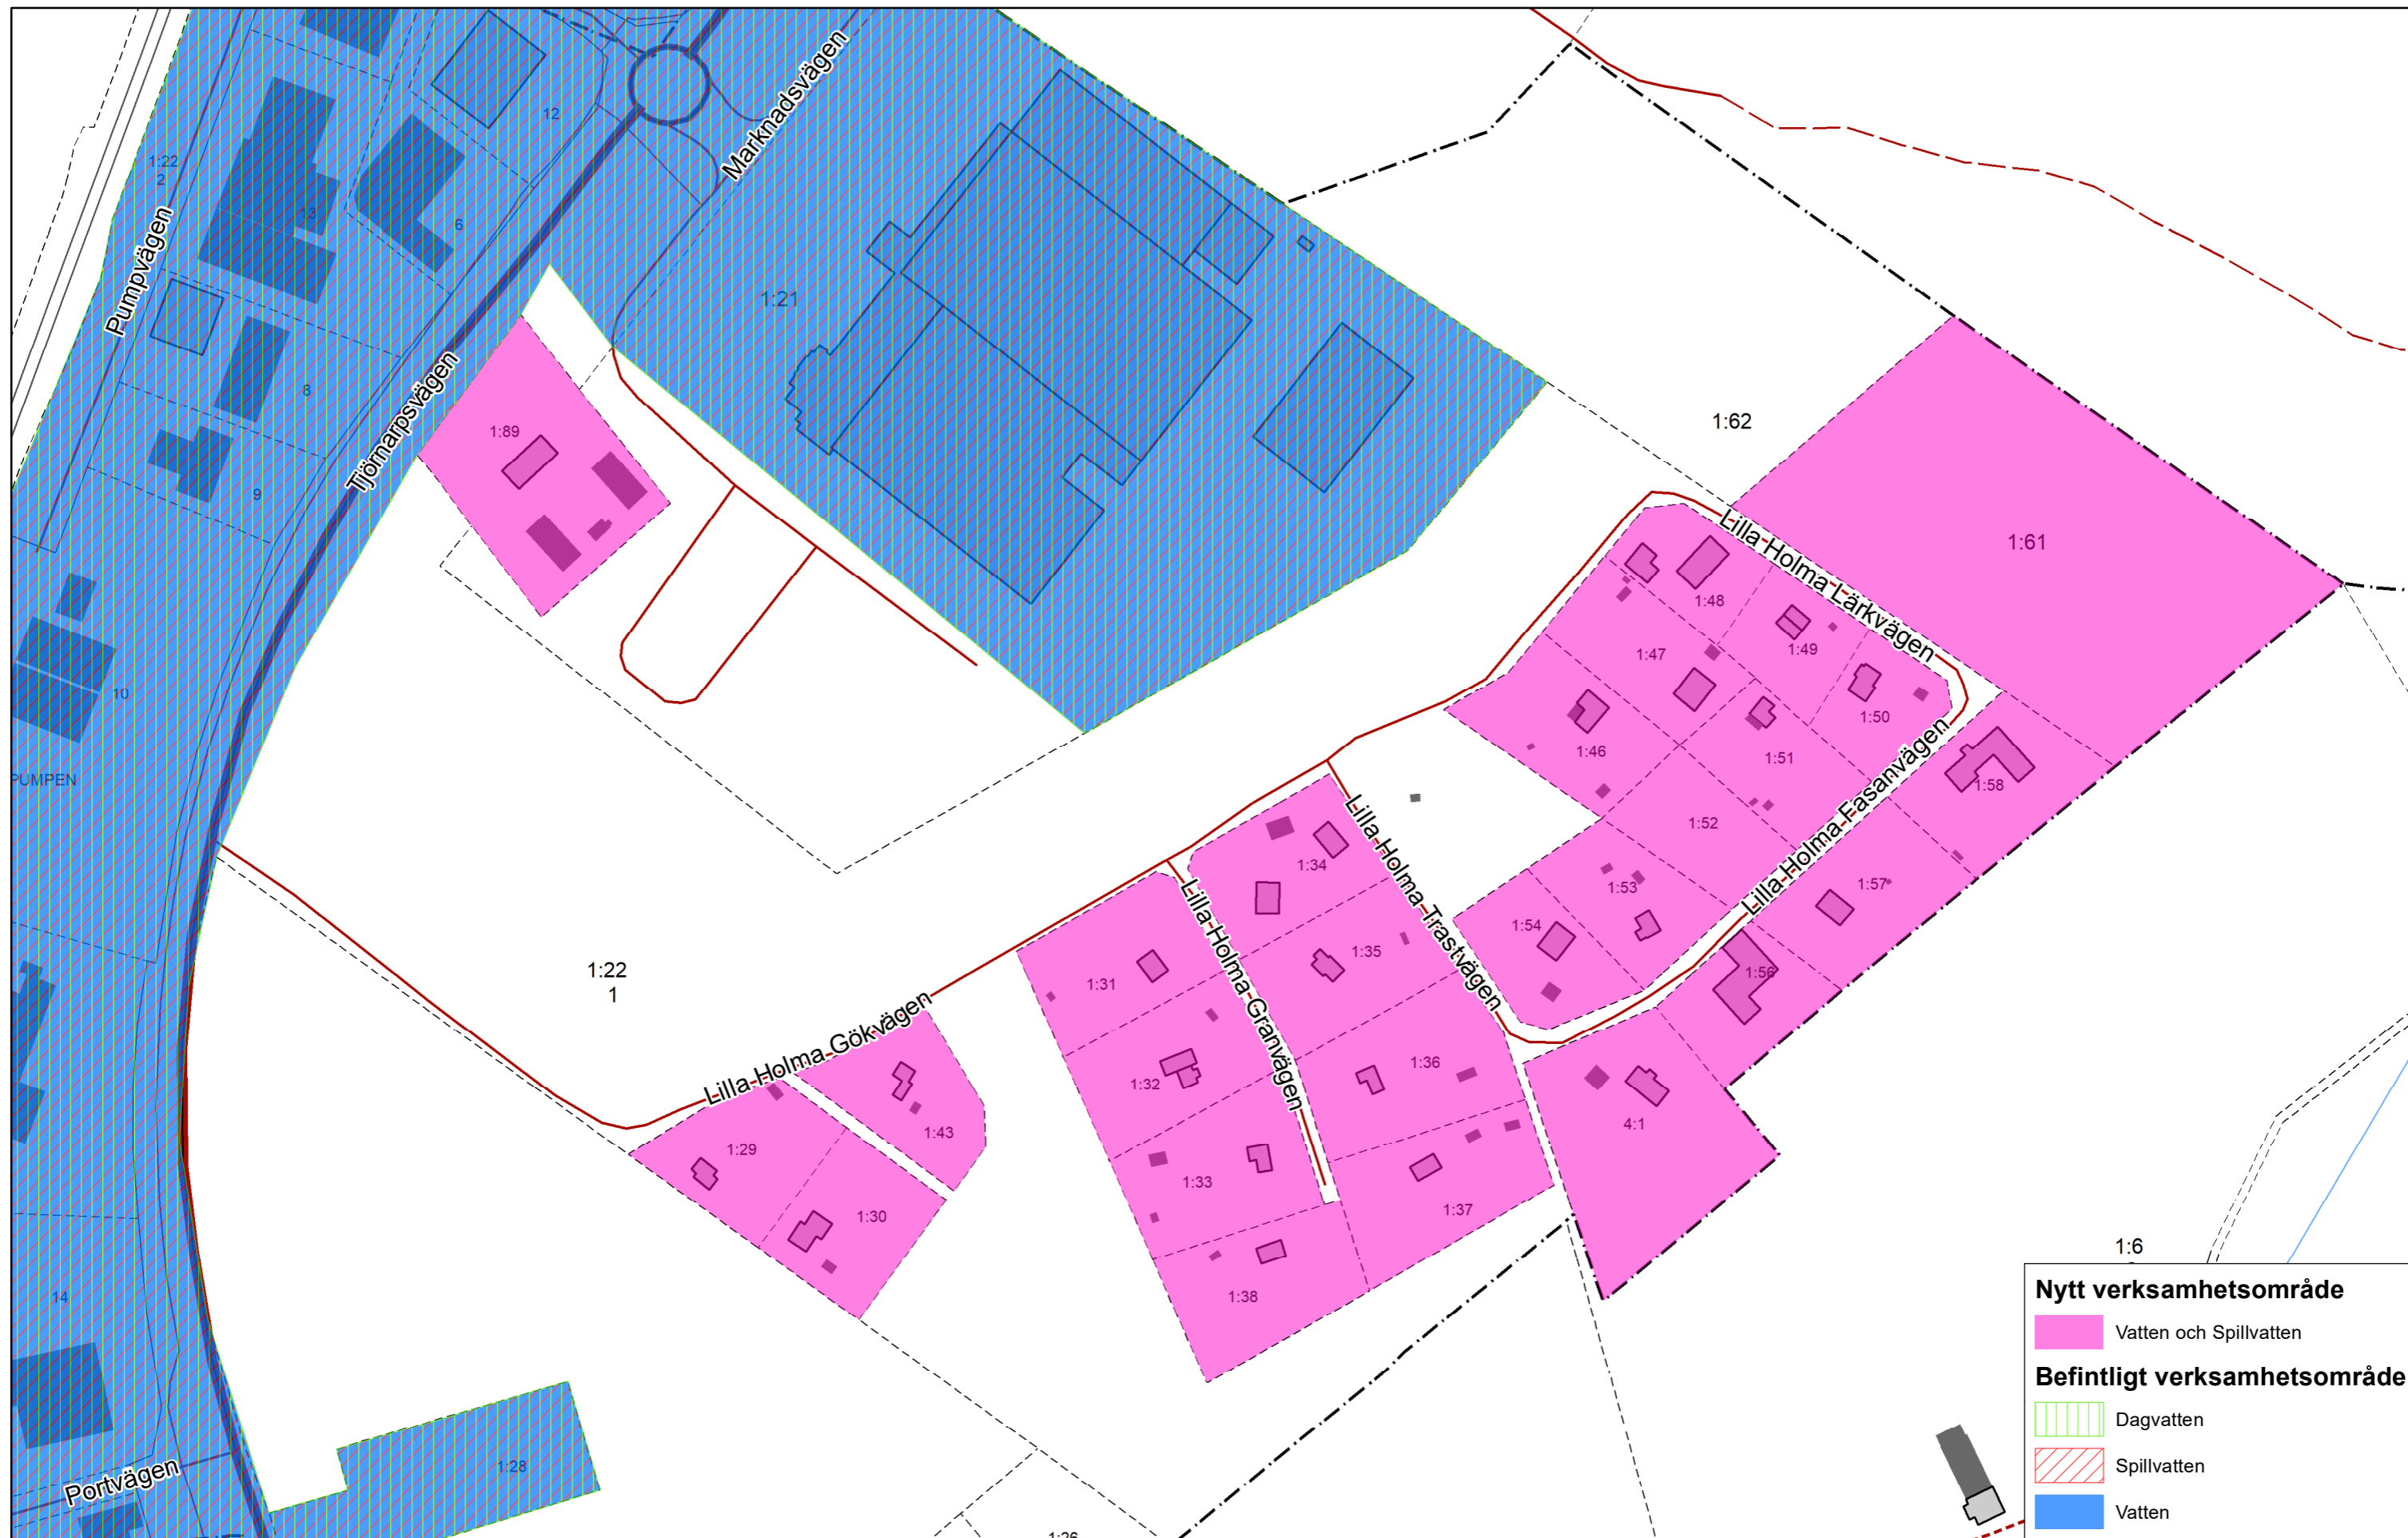 Marknadsvägen
12
1:22
2
Pumpvägen
13
6
1:21
8
Tjörnarpsvägen
1:62
1:89
9
Lilla Holma Lärkvägen
1:61
1:48
1:47
1:49
10
1:50
1:46
1:51
PUMPEN
1:58
1:52
Lilla Holma Fasanvägen
1:34
Lilla Holma Trastvägen
1:53
1:57
1:54
1:35
Lilla Holma Granvägen
1:22
1
1:31
1:56
Lilla Holma Gökvägen
1:36
1:32
4:1
1:43
1:29
1:33
1:30
1:37
1:6
14
1:38
Nytt verksamhetsområde
Vatten och Spillvatten
Befintligt verksamhetsområde
Dagvatten
Spillvatten
Vatten
1:28
Portvägen
1:26